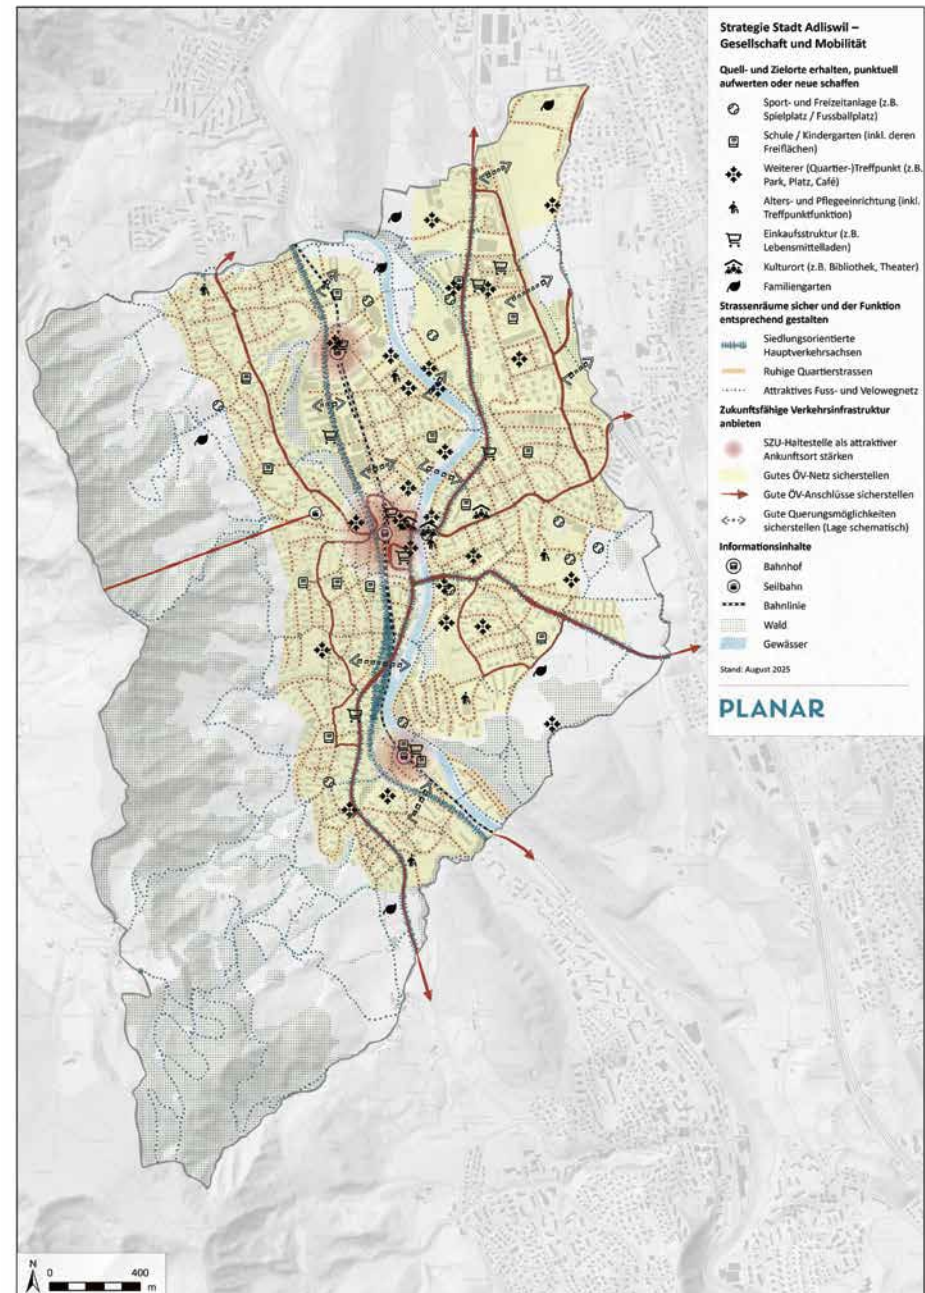 Strategie Stadt Adliswil –
Gesellschaft und Mobilität
Quell- und Zielorte erhalten, punktuell
aufwerten oder neue schaffen
Sport- und Freizeitanlage (z.B.
Spielplatz / Fussballplatz)
Schule / Kindergarten (inkl. deren
Freiflächen)
Weiterer (Quartier-)Treffpunkt (z.B.
Park, Platz, Café)
Alters- und Pflegeeinrichtung (inkl.
Treffpunktfunktion)
Einkaufsstruktur (z.B.
Lebensmittelladen)
Kulturort (z.B. Bibliothek, Theater)
Familiengarten
Strassenräume sicher und der Funktion
entsprechend gestalten
Siedlungsorientierte
Hauptverkehrsachsen
Ruhige Quartierstrassen
Attraktives Fuss- und Velowegnetz
Zukunftsfähige Verkehrsinfrastruktur
anbieten
SZU-Haltestelle als attraktiver
Ankunftsort stärken
Gutes ÖV-Netz sicherstellen
Gute ÖV-Anschlüsse sicherstellen
Gute Querungsmöglichkeiten
sicherstellen (Lage schematisch)
Informationsinhalte
Bahnhof
Seilbahn
Bahnlinie
Wald
Gewässer
Stand: August 2025
PLANAR
N
0 400
m